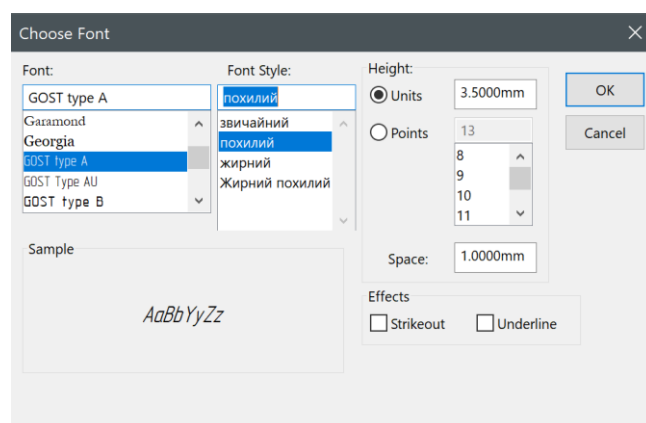 Choose Font
Font:
GOST type A
Garamond
Georgia
GOST type A
GOST Type AU
GOST type B
Font Style:
похилий
звичайний
похилий
жирний
Жирний похилий
Height:
Units
3.5000mm
Points
13
8
9
10
11
Space:
1.0000mm
OK
Cancel
Sample
AaBbYyZz
Effects
Strikeout
Underline